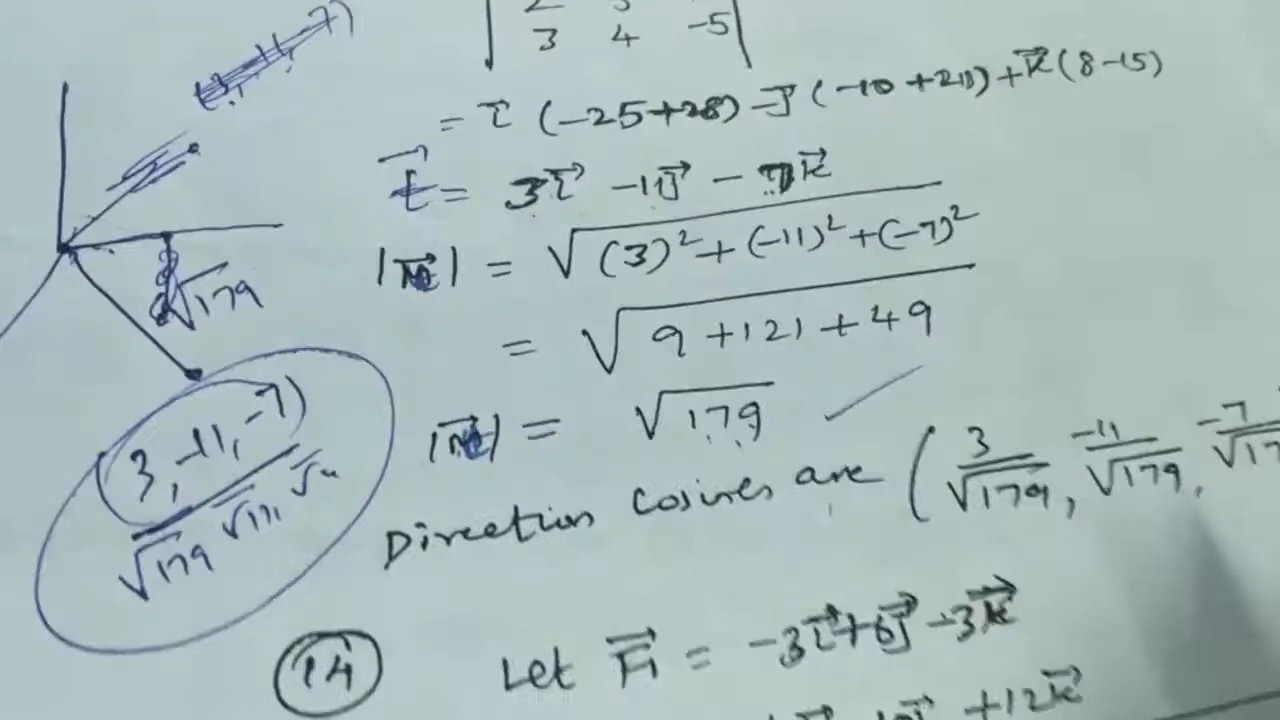 3 4 -5
= i⃗ (-25+28) - j⃗ (-10+21) + k⃗ (8-15)
t⃗ = 3i⃗ -11j⃗ - 7k⃗
= √((3)² + (-11)² + (-7)²)
= √(9 + 121 + 49)
= √179
√179
(3, -11, -7)
√179
Direction Cosines are (3/√179, -11/√179, -7/√17
14
Let F⃗₁ = -3i⃗ + 6j⃗ - 3k⃗
+12k⃗